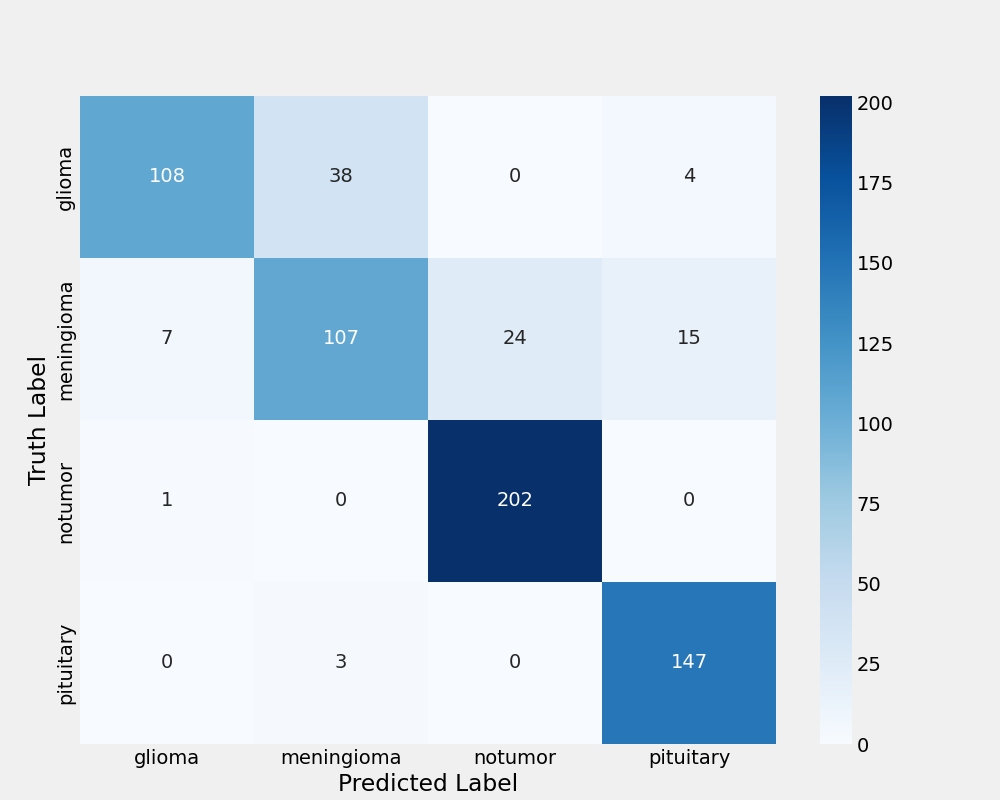 200
glioma
108 38 0 4
175
150
meningioma
7 107 24 15
125
Truth Label
100
notumor
1 0 202 0
75
50
pituitary
0 3 0 147
25
0
glioma meningioma notumor pituitary
Predicted Label